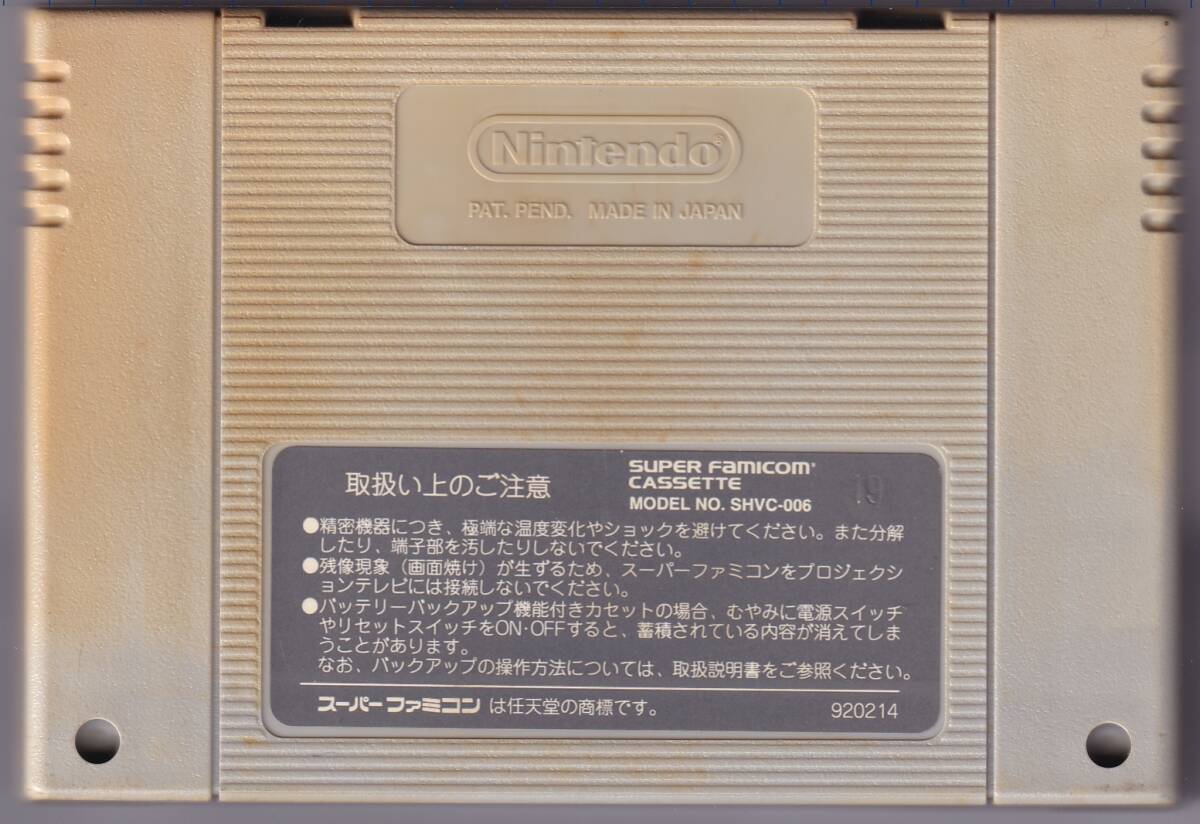 Nintendo®
PAT. PEND. MADE IN JAPAN
取扱い上のご注意
SUPER FAMICOM®
CASSETTE
MODEL NO. SHVC-006
19
●精密機器につき、極端な温度変化やショックを避けてください。また分解
したり、端子部を汚したりしないでください。
●残像現象(画面焼け)が生ずるため、スーパーファミコンをプロジェクシ
ョンテレビには接続しないでください。
●バッテリーバックアップ機能付きカセットの場合、むやみに電源スイッチ
やリセットスイッチをON・OFFすると、蓄積されている内容が消えてしま
うことがあります。
なお、バックアップの操作方法については、取扱説明書をご参照ください。
スーパーファミコン は任天堂の商標です。
920214